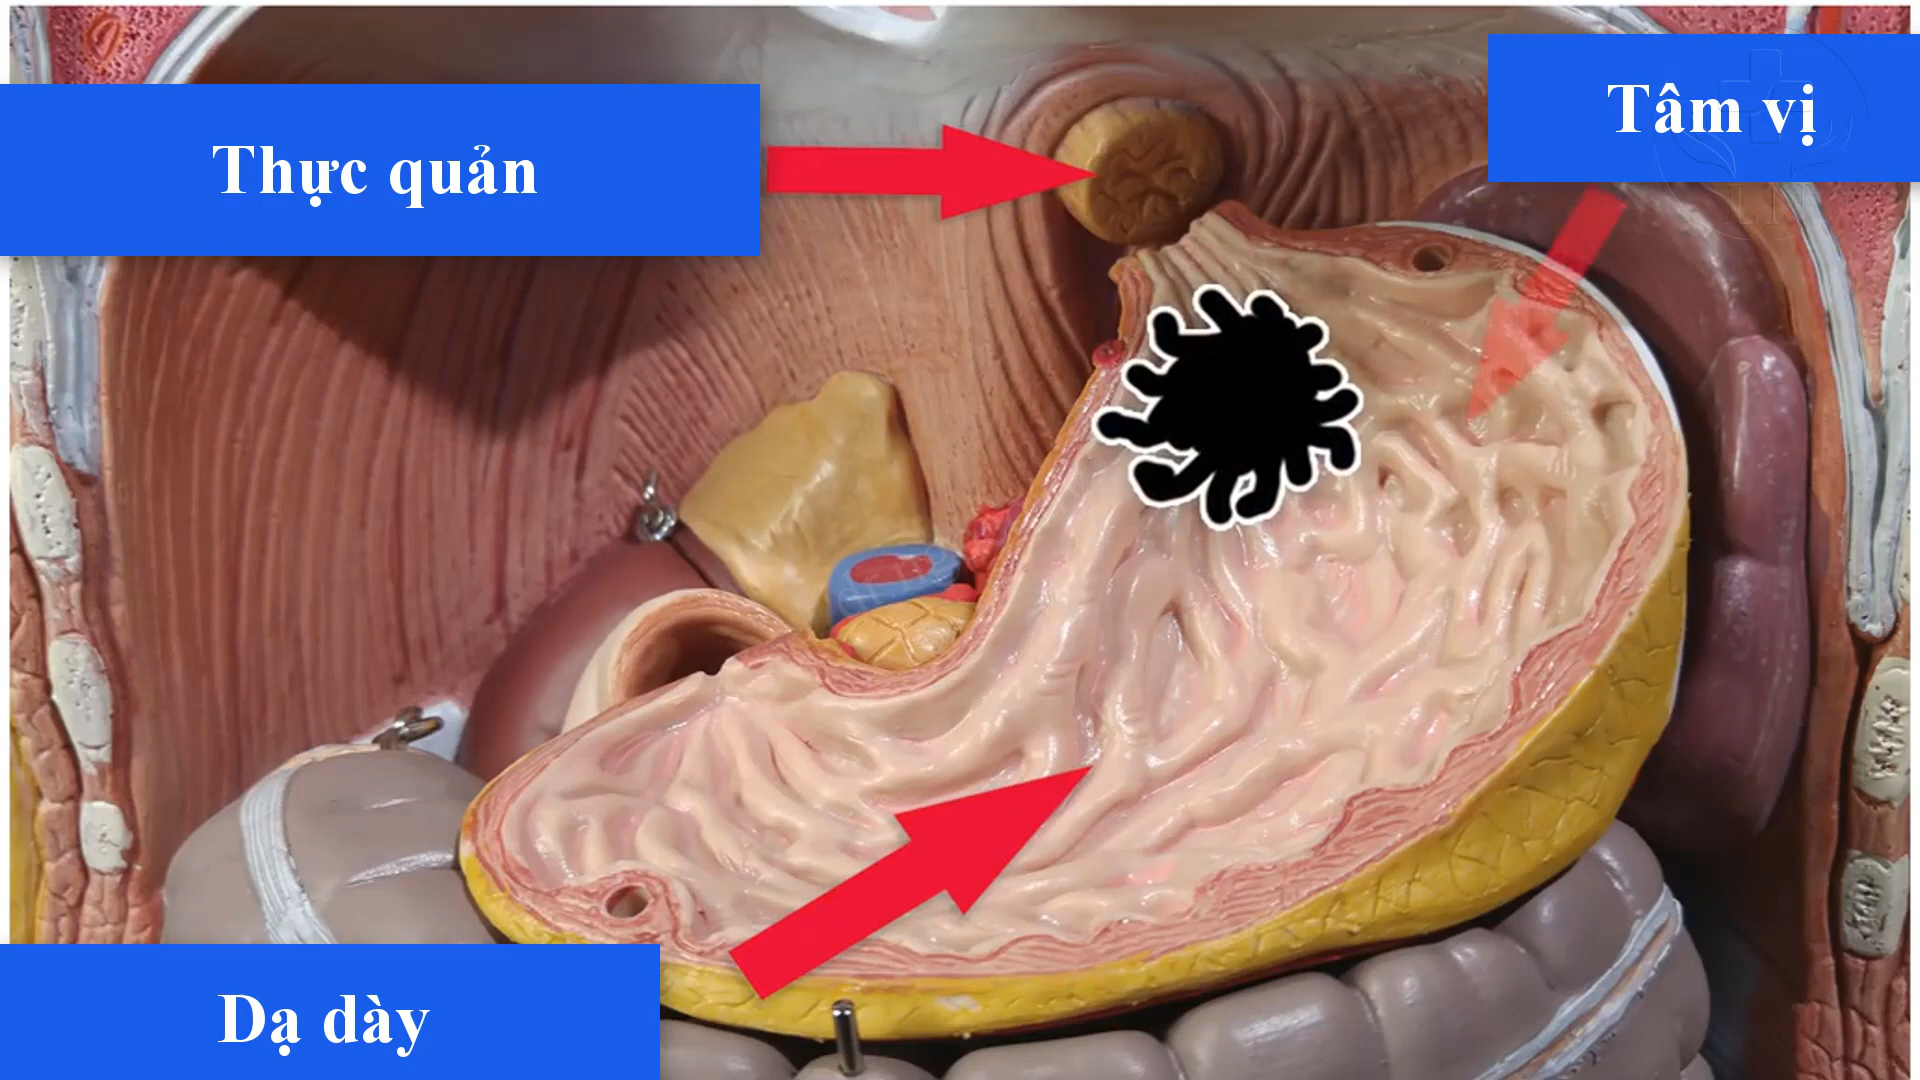 Tâm vị
Thực quản
Dạ dày